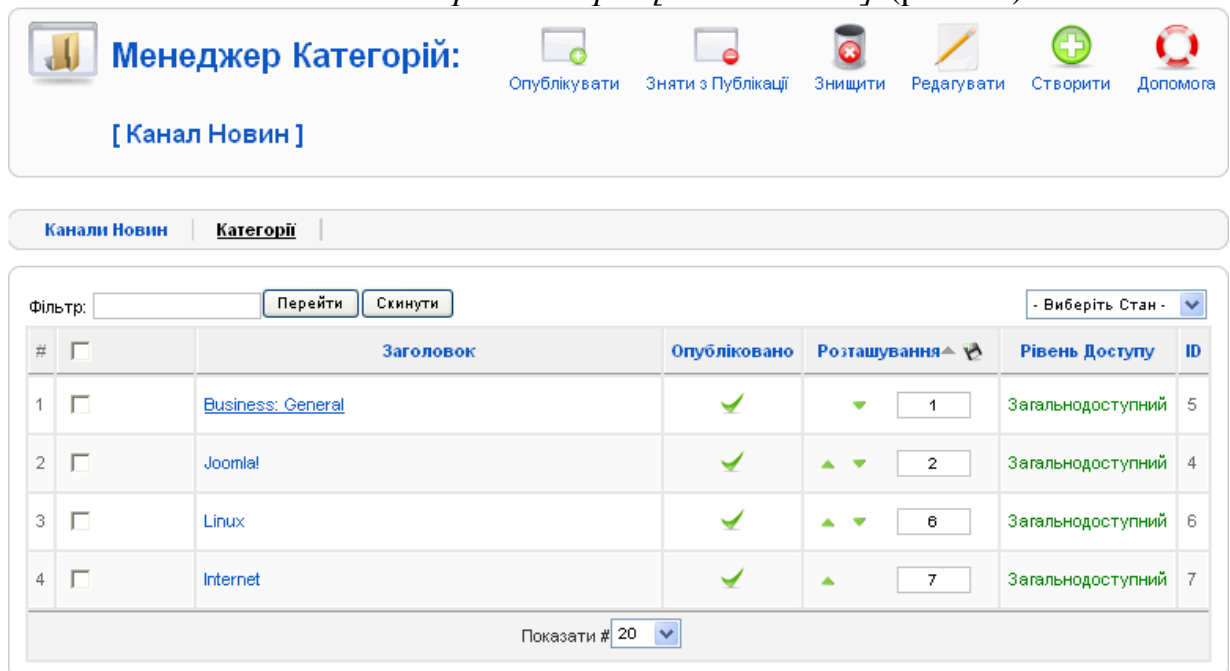 Менеджер Категорій:
[ Канал Новин ]
Опублікувати Зняти з Публікації Знищити Редагувати Створити Допомога
Канали Новин Категорії
Фільтр: Перейти Скинути - Виберіть Стан -
# Заголовок Опубліковано Розташування Рівень Доступу ID
1 Business: General 1 Загальнодоступний 5
2 Joomla! 2 Загальнодоступний 4
3 Linux 6 Загальнодоступний 6
4 Internet 7 Загальнодоступний 7
Показати # 20